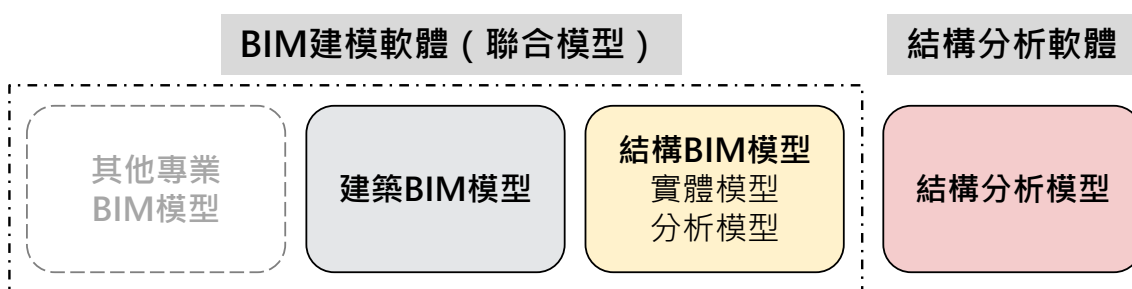 BIM建模軟體（聯合模型）
結構分析軟體
其他專業
BIM模型
建築BIM模型
結構BIM模型
實體模型
分析模型
結構分析模型